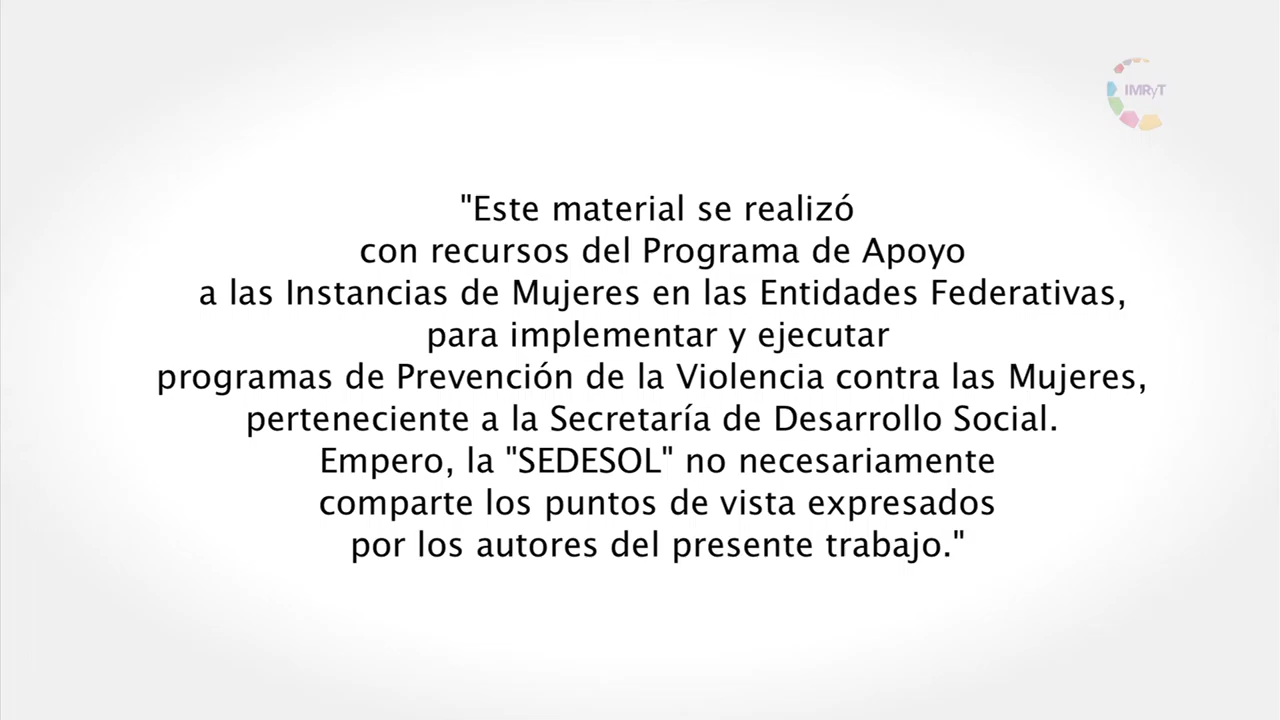 IMRyT
"Este material se realizó
con recursos del Programa de Apoyo
a las Instancias de Mujeres en las Entidades Federativas,
para implementar y ejecutar
programas de Prevención de la Violencia contra las Mujeres,
perteneciente a la Secretaría de Desarrollo Social.
Empero, la "SEDESOL" no necesariamente
comparte los puntos de vista expresados
por los autores del presente trabajo."